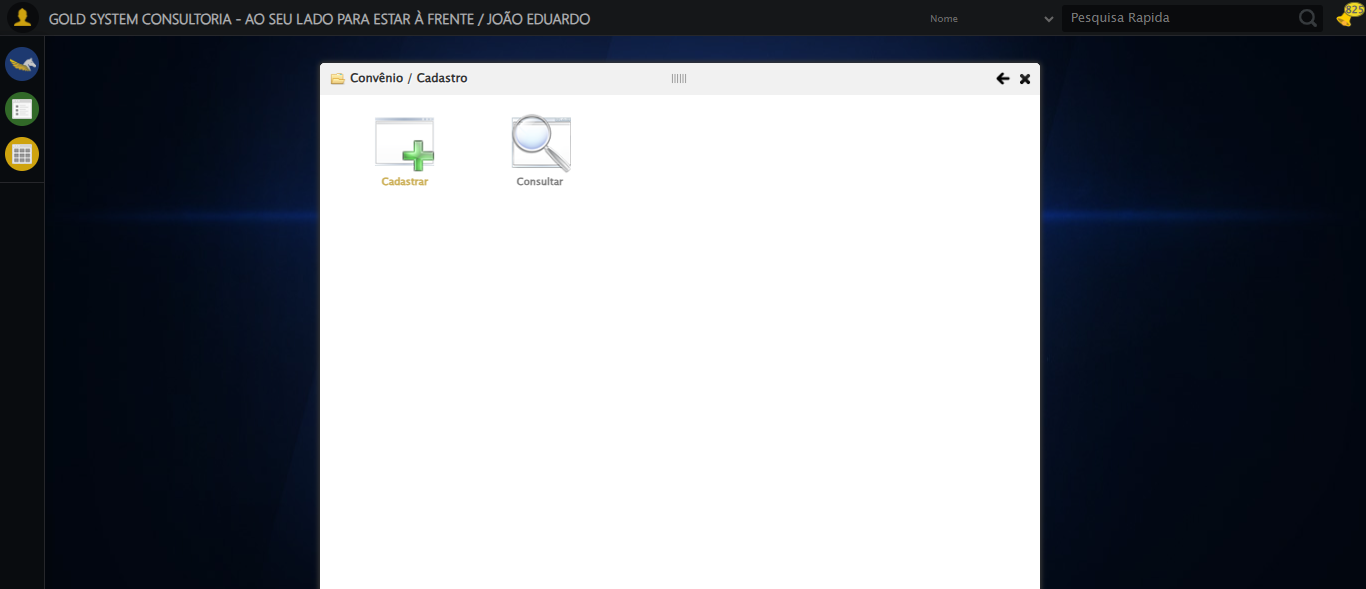 GOLD SYSTEM CONSULTORIA - AO SEU LADO PARA ESTAR À FRENTE / JOÃO EDUARDO
Nome
Pesquisa Rapida
825
Convênio / Cadastro
Cadastrar
Consultar